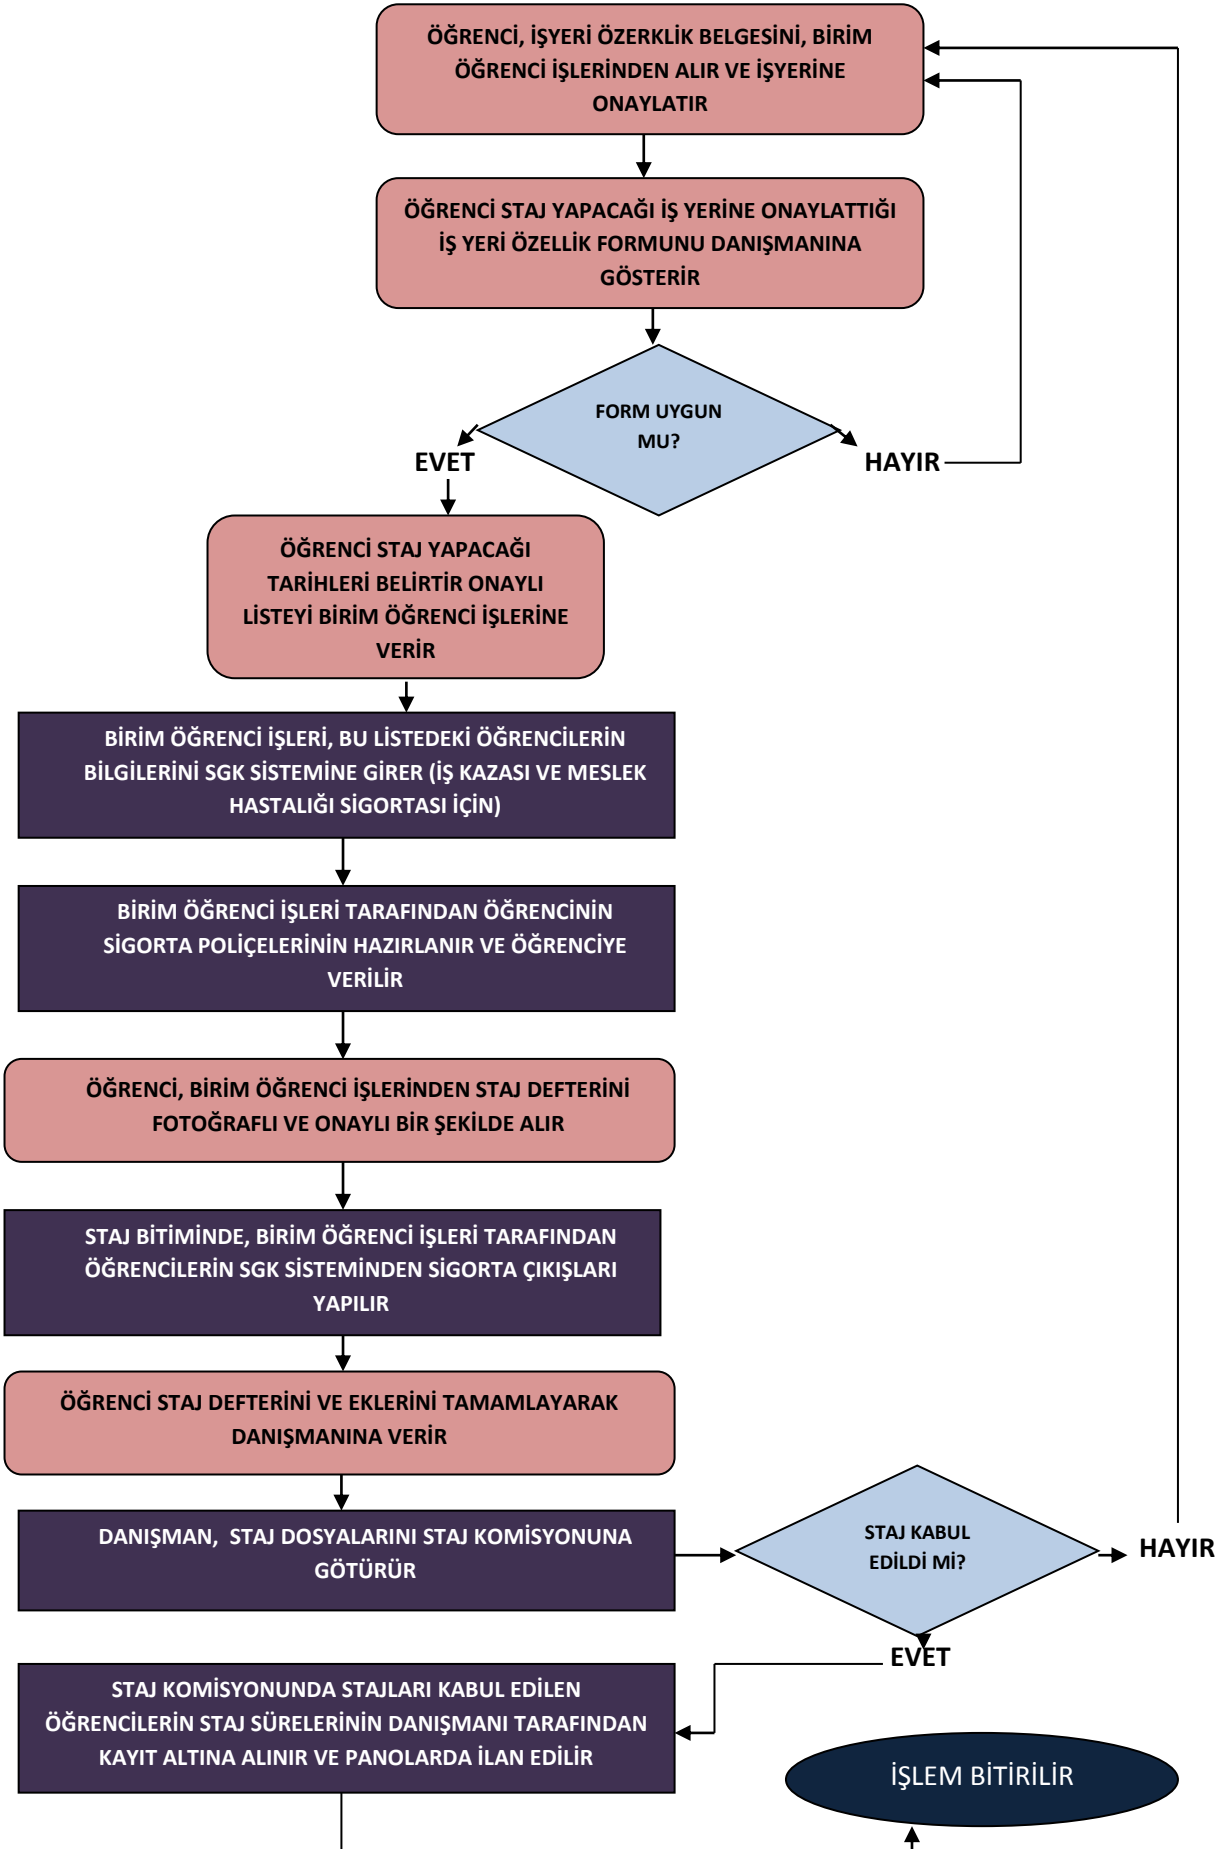 ÖĞRENCİ, İŞYERİ ÖZERKLİK BELGESİNİ, BİRİM
ÖĞRENCİ İŞLERİNDEN ALIR VE İŞYERİNE
ONAYLATIR
ÖĞRENCİ STAJ YAPACAĞI İŞ YERİNE ONAYLATTIĞI
İŞ YERİ ÖZELLİK FORMUNU DANIŞMANINA
GÖSTERİR
FORM UYGUN
MU?
EVET
HAYIR
ÖĞRENCİ STAJ YAPACAĞI
TARİHLERİ BELİRTİR ONAYLI
LİSTEYİ BİRİM ÖĞRENCİ İŞLERİNE
VERİR
BİRİM ÖĞRENCİ İŞLERİ, BU LİSTEDEKİ ÖĞRENCİLERİN
BİLGİLERİNİ SGK SİSTEMİNE GİRER (İŞ KAZASI VE MESLEK
HASTALIĞI SİGORTASI İÇİN)
BİRİM ÖĞRENCİ İŞLERİ TARAFINDAN ÖĞRENCİNİN
SİGORTA POLİÇELERİNİN HAZIRLANIR VE ÖĞRENCİYE
VERİLİR
ÖĞRENCİ, BİRİM ÖĞRENCİ İŞLERİNDEN STAJ DEFTERİNİ
FOTOĞRAFLI VE ONAYLI BİR ŞEKİLDE ALIR
STAJ BİTİMİNDE, BİRİM ÖĞRENCİ İŞLERİ TARAFINDAN
ÖĞRENCİLERİN SGK SİSTEMİNDEN SİGORTA ÇIKIŞLARI
YAPILIR
ÖĞRENCİ STAJ DEFTERİNİ VE EKLERİNİ TAMAMLAYARAK
DANIŞMANINA VERİR
DANIŞMAN, STAJ DOSYALARINI STAJ KOMİSYONUNA
GÖTÜRÜR
STAJ KABUL
EDİLDİ Mİ?
HAYIR
EVET
STAJ KOMİSYONUNDA STAJLARI KABUL EDİLEN
ÖĞRENCİLERİN STAJ SÜRELERİNİN DANIŞMANI TARAFINDAN
KAYIT ALTINA ALINIR VE PANOLARDA İLAN EDİLİR
İŞLEM BİTİRİLİR